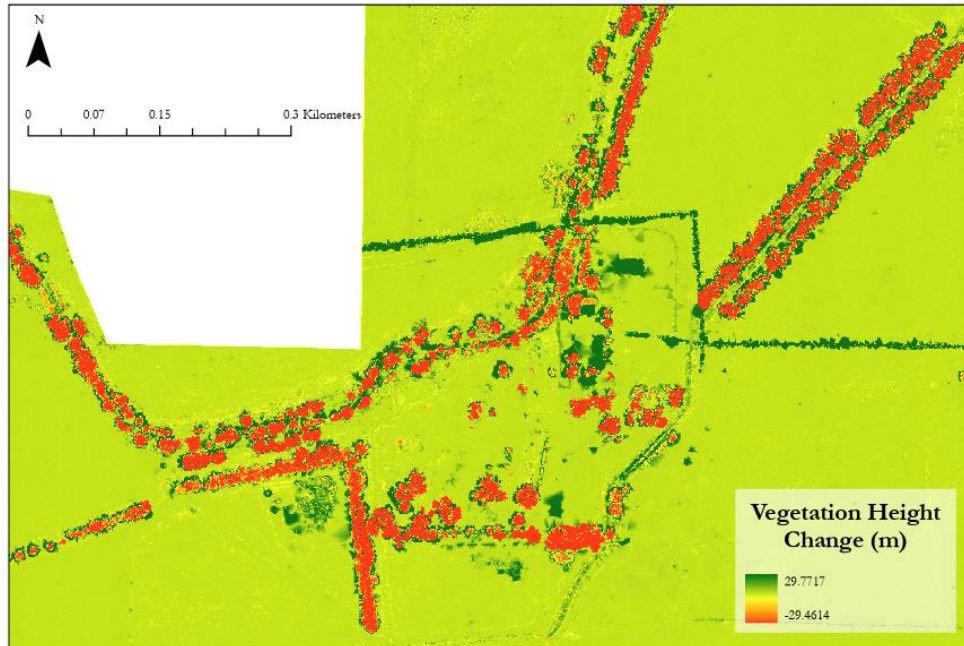 N
0 0.07 0.15 0.3 Kilometers
Vegetation Height
Change (m)
29.7717
-29.4614